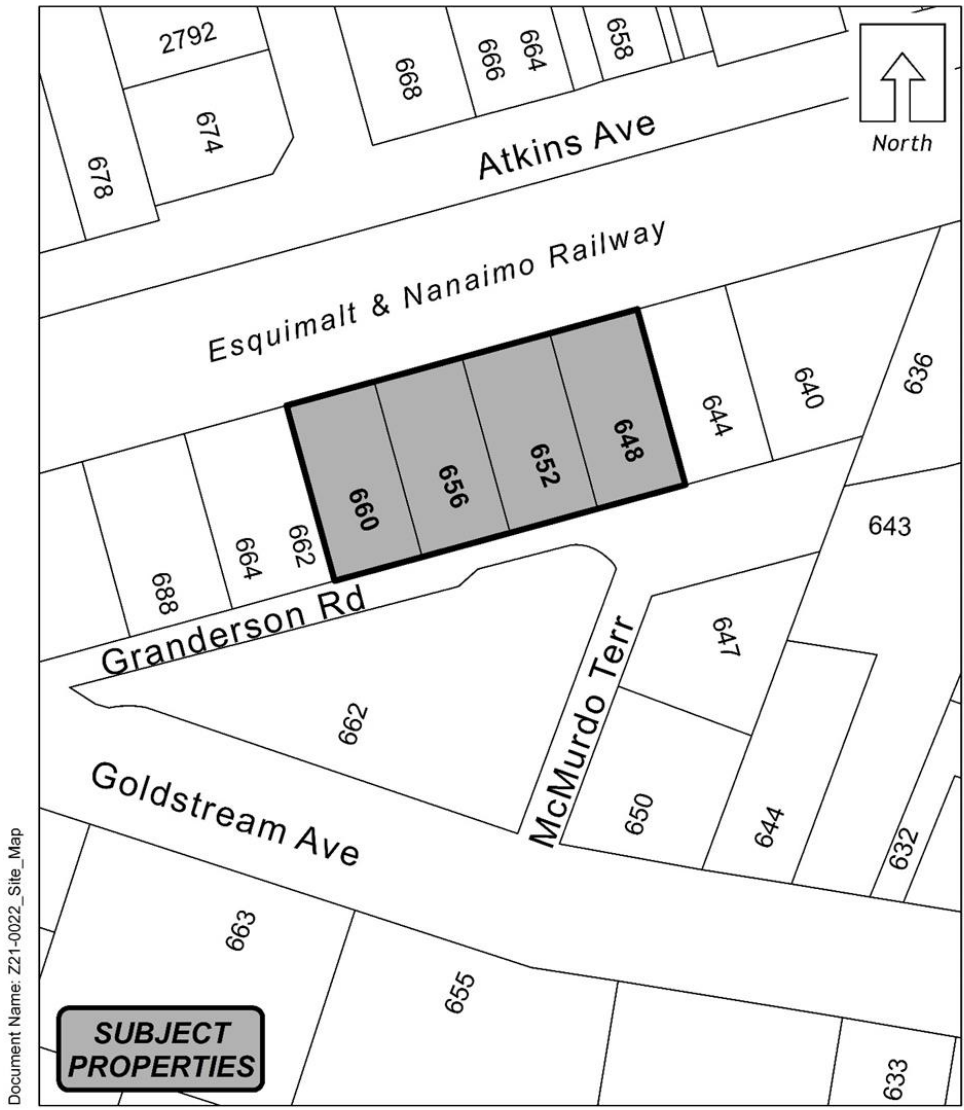 2792
674
678
668
666
664
658
North
Atkins Ave
Esquimalt & Nanaimo Railway
636
640
644
648
652
656
660
662
664
688
643
Granderson Rd
647
McMurdo Terr
662
650
644
632
Goldstream Ave
663
655
633
SUBJECT
PROPERTIES
Document Name: Z21-0022_Site_Map